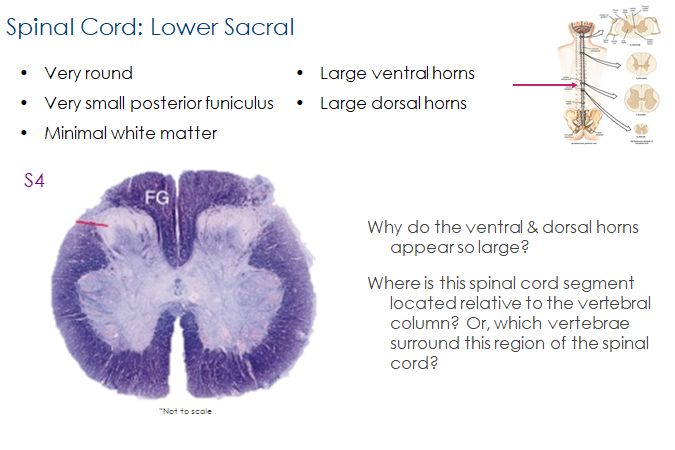 Spinal Cord: Lower Sacral
• Very round
• Very small posterior funiculus
• Minimal white matter
• Large ventral horns
• Large dorsal horns
S4
FG
*Not to scale
Why do the ventral & dorsal horns
appear so large?
Where is this spinal cord segment
located relative to the vertebral
column? Or, which vertebrae
surround this region of the spinal
cord?